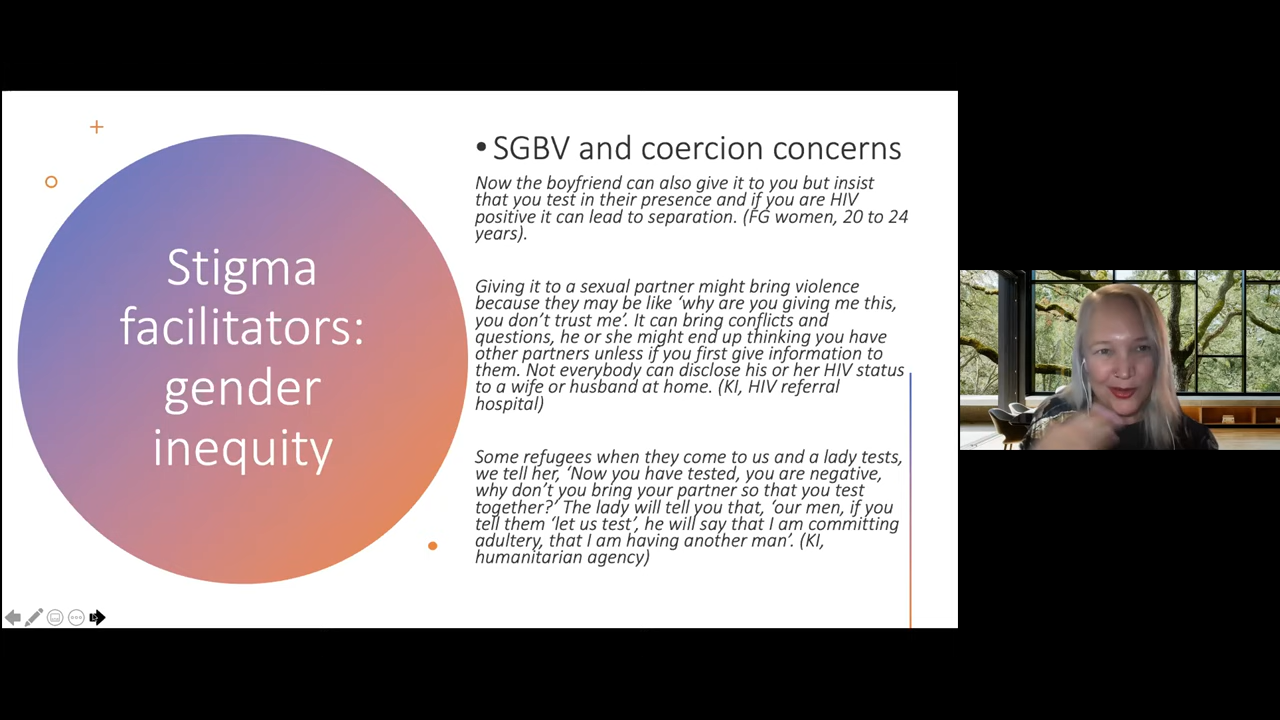 Stigma
facilitators:
gender
inequity
• SGBV and coercion concerns
Now the boyfriend can also give it to you but insist
that you test in their presence and if you are HIV
positive it can lead to separation. (FG women, 20 to 24
years).
Giving it to a sexual partner might bring violence
because they may be like ‘why are you giving me this,
you don’t trust me’. It can bring conflicts and
questions, he or she might end up thinking you have
other partners unless if you first give information to
them. Not everybody can disclose his or her HIV status
to a wife or husband at home. (KI, HIV referral
hospital)
Some refugees when they come to us and a lady tests,
we tell her, ‘Now you have tested, you are negative,
why don’t you bring your partner so that you test
together?’ The lady will tell you that, ‘our men, if you
tell them ‘let us test’, he will say that I am committing
adultery, that I am having another man’. (KI,
humanitarian agency)